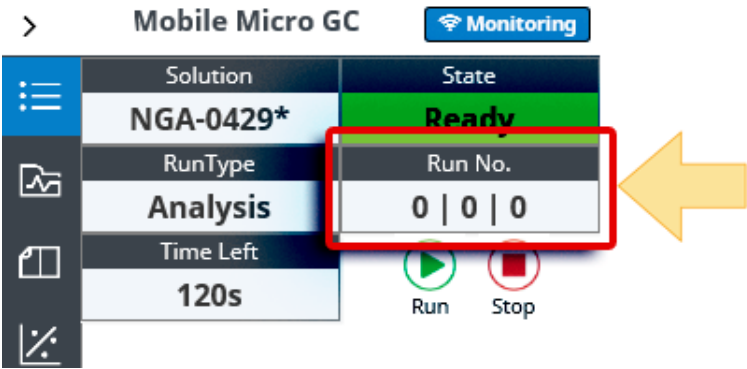 Mobile Micro GC
Monitoring
Solution
State
NGA-0429*
Ready
RunType
Run No.
Analysis
0 | 0 | 0
Time Left
120s
Run
Stop